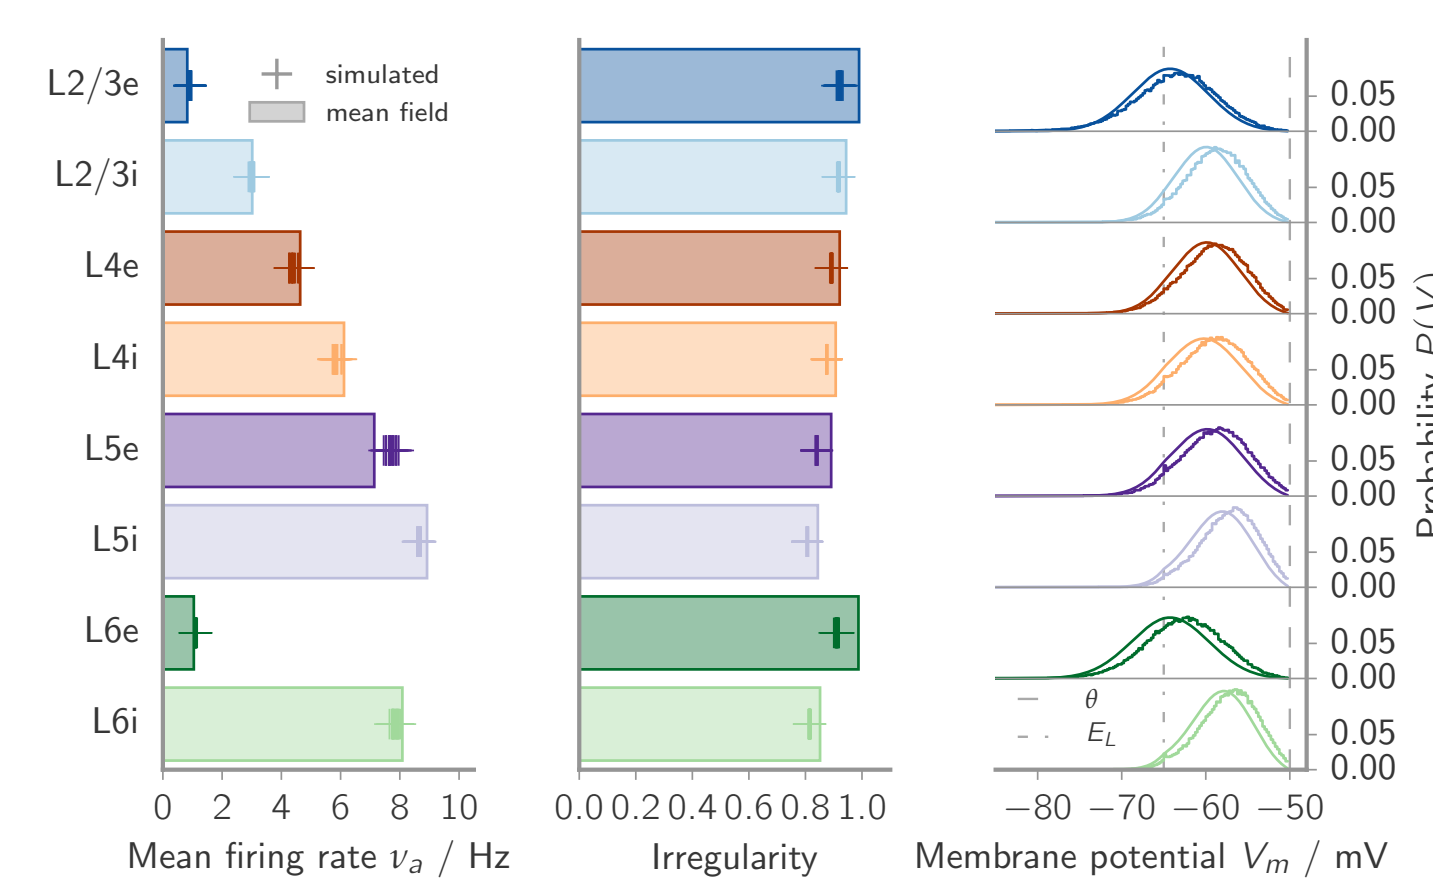 L2/3e
L2/3i
L4e
L4i
L5e
L5i
L6e
L6i
simulated
mean field
0 2 4 6 8 10
Mean firing rate νₐ / Hz
0.0 0.2 0.4 0.6 0.8 1.0
Irregularity
θ
E_L
−80 −70 −60 −50
Membrane potential V_m / mV
0.05
0.00
0.05
0.00
0.05
0.00
0.05
0.00
0.05
0.00
0.05
0.00
0.05
0.00
0.05
0.00
Probability P(V)